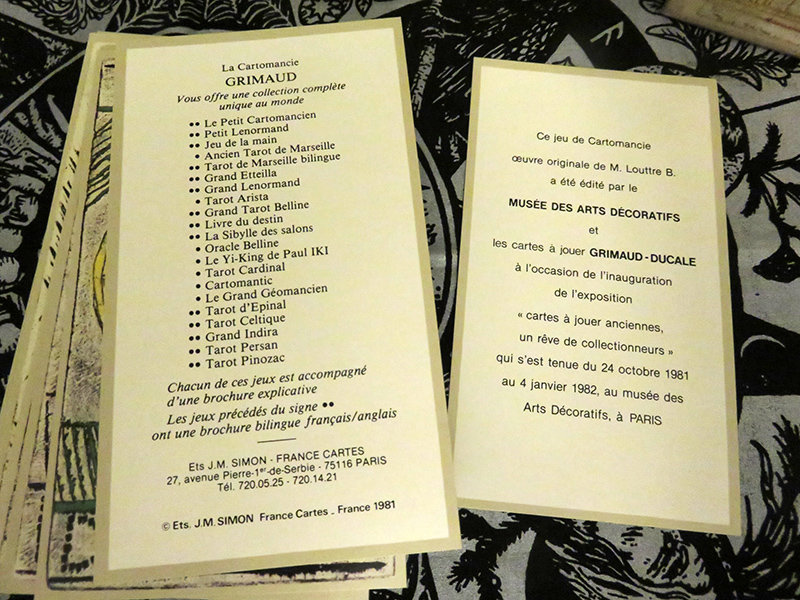 La Cartomancie
GRIMAUD
Vous offre une collection complète
unique au monde
•• Le Petit Cartomancien
•• Petit Lenormand
•• Jeu de la main
• Ancien Tarot de Marseille
•• Tarot de Marseille bilingue
•• Grand Etteilla
•• Grand Lenormand
• Tarot Arista
•• Grand Tarot Belline
•• Livre du destin
•• La Sibylle des salons
• Oracle Belline
• Le Yi-King de Paul IKI
• Tarot Cardinal
• Cartomantic
• Le Grand Géomancien
•• Tarot d'Epinal
•• Tarot Celtique
•• Grand Indira
•• Tarot Persan
•• Tarot Pinozac
Chacun de ces jeux est accompagné
d'une brochure explicative
Les jeux précédés du signe ••
ont une brochure bilingue français/anglais
Ets J.M. SIMON - FRANCE CARTES
27, avenue Pierre-1er-de-Serbie - 75116 PARIS
Tél. 720.05.25 - 720.14.21
© Ets. J.M. SIMON France Cartes - France 1981
Ce jeu de Cartomancie
œuvre originale de M. Louttre B.
a été édité par le
MUSÉE DES ARTS DÉCORATIFS
et
les cartes à jouer GRIMAUD-DUCALE
à l'occasion de l'inauguration
de l'exposition
« cartes à jouer anciennes,
un rêve de collectionneurs »
qui s'est tenue du 24 octobre 1981
au 4 janvier 1982, au musée des
Arts Décoratifs, à PARIS